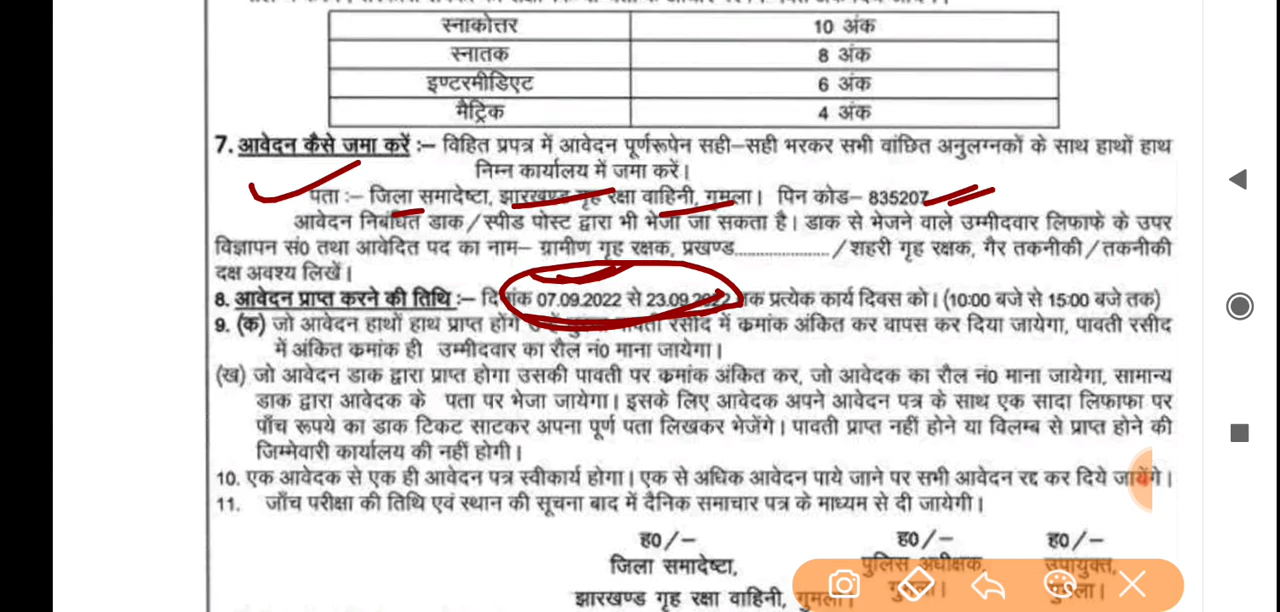 स्नाकोत्तर 10 अंक
स्नातक 8 अंक
इण्टरमीडिएट 6 अंक
मैट्रिक 4 अंक
7. आवेदन कैसे जमा करें :– विहित प्रपत्र में आवेदन पूर्णरूपेन सही–सही भरकर सभी वांछित अनुलग्नकों के साथ हाथों हाथ
निम्न कार्यालय में जमा करें।
पता :– जिला समादेष्टा, झारखण्ड गृह रक्षा वाहिनी, गुमला। पिन कोड– 835207
आवेदन निबंधित डाक/स्पीड पोस्ट द्वारा भी भेजा जा सकता है। डाक से भेजने वाले उम्मीदवार लिफाफे के उपर
विज्ञापन सं0 तथा आवेदित पद का नाम– ग्रामीण गृह रक्षक, प्रखण्ड...................../शहरी गृह रक्षक, गैर तकनीकी/तकनीकी
दक्ष अवश्य लिखें।
8. आवेदन प्राप्त करने की तिथि :– दिनांक 07.09.2022 से 23.09.2022 तक प्रत्येक कार्य दिवस को। (10:00 बजे से 15:00 बजे तक)
9. (क) जो आवेदन हाथों हाथ प्राप्त होंगे पावती रसीद में क्रमांक अंकित कर वापस कर दिया जायेगा, पावती रसीद
में अंकित क्रमांक ही उम्मीदवार का रौल नं0 माना जायेगा।
(ख) जो आवेदन डाक द्वारा प्राप्त होगा उसकी पावती पर क्रमांक अंकित कर, जो आवेदक का रौल नं0 माना जायेगा, सामान्य
डाक द्वारा आवेदक के पता पर भेजा जायेगा। इसके लिए आवेदक अपने आवेदन पत्र के साथ एक सादा लिफाफा पर
पाँच रूपये का डाक टिकट साटकर अपना पूर्ण पता लिखकर भेजेंगे। पावती प्राप्त नहीं होने या विलम्ब से प्राप्त होने की
जिम्मेवारी कार्यालय की नहीं होगी।
10. एक आवेदक से एक ही आवेदन पत्र स्वीकार्य होगा। एक से अधिक आवेदन पाये जाने पर सभी आवेदन रद्द कर दिये जायेंगे।
11. जाँच परीक्षा की तिथि एवं स्थान की सूचना बाद में दैनिक समाचार पत्र के माध्यम से दी जायेगी।
ह0/– ह0/– ह0/–
जिला समादेष्टा, पुलिस अधीक्षक, उपायुक्त,
झारखण्ड गृह रक्षा वाहिनी, गुमला। गुमला। गुमला।